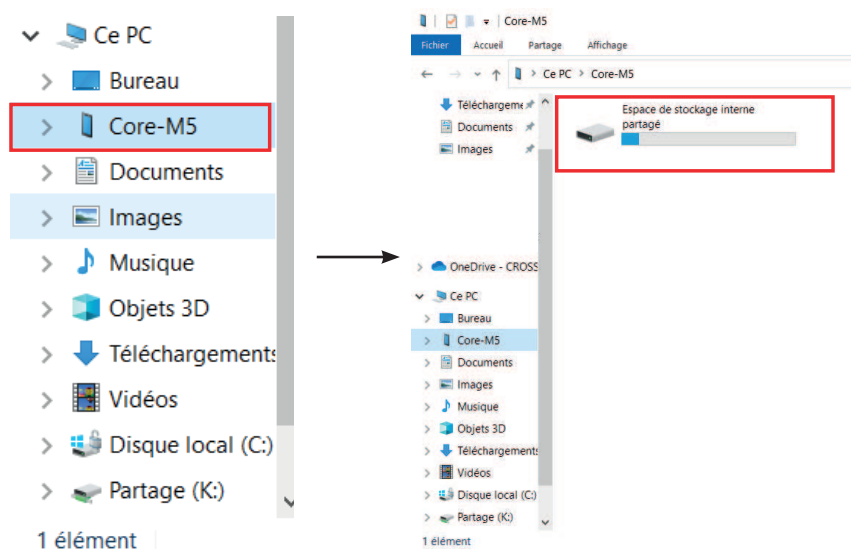 Ce PC
Bureau
Core-M5
Documents
Images
Musique
Objets 3D
Téléchargements
Vidéos
Disque local (C:)
Partage (K:)
1 élément
Core-M5
Fichier Accueil Partage Affichage
Ce PC > Core-M5
Téléchargeme
Documents
Images
OneDrive - CROSS
Ce PC
Bureau
Core-M5
Documents
Images
Musique
Objets 3D
Téléchargements
Vidéos
Disque local (C:)
Partage (K:)
1 élément
Espace de stockage interne
partagé